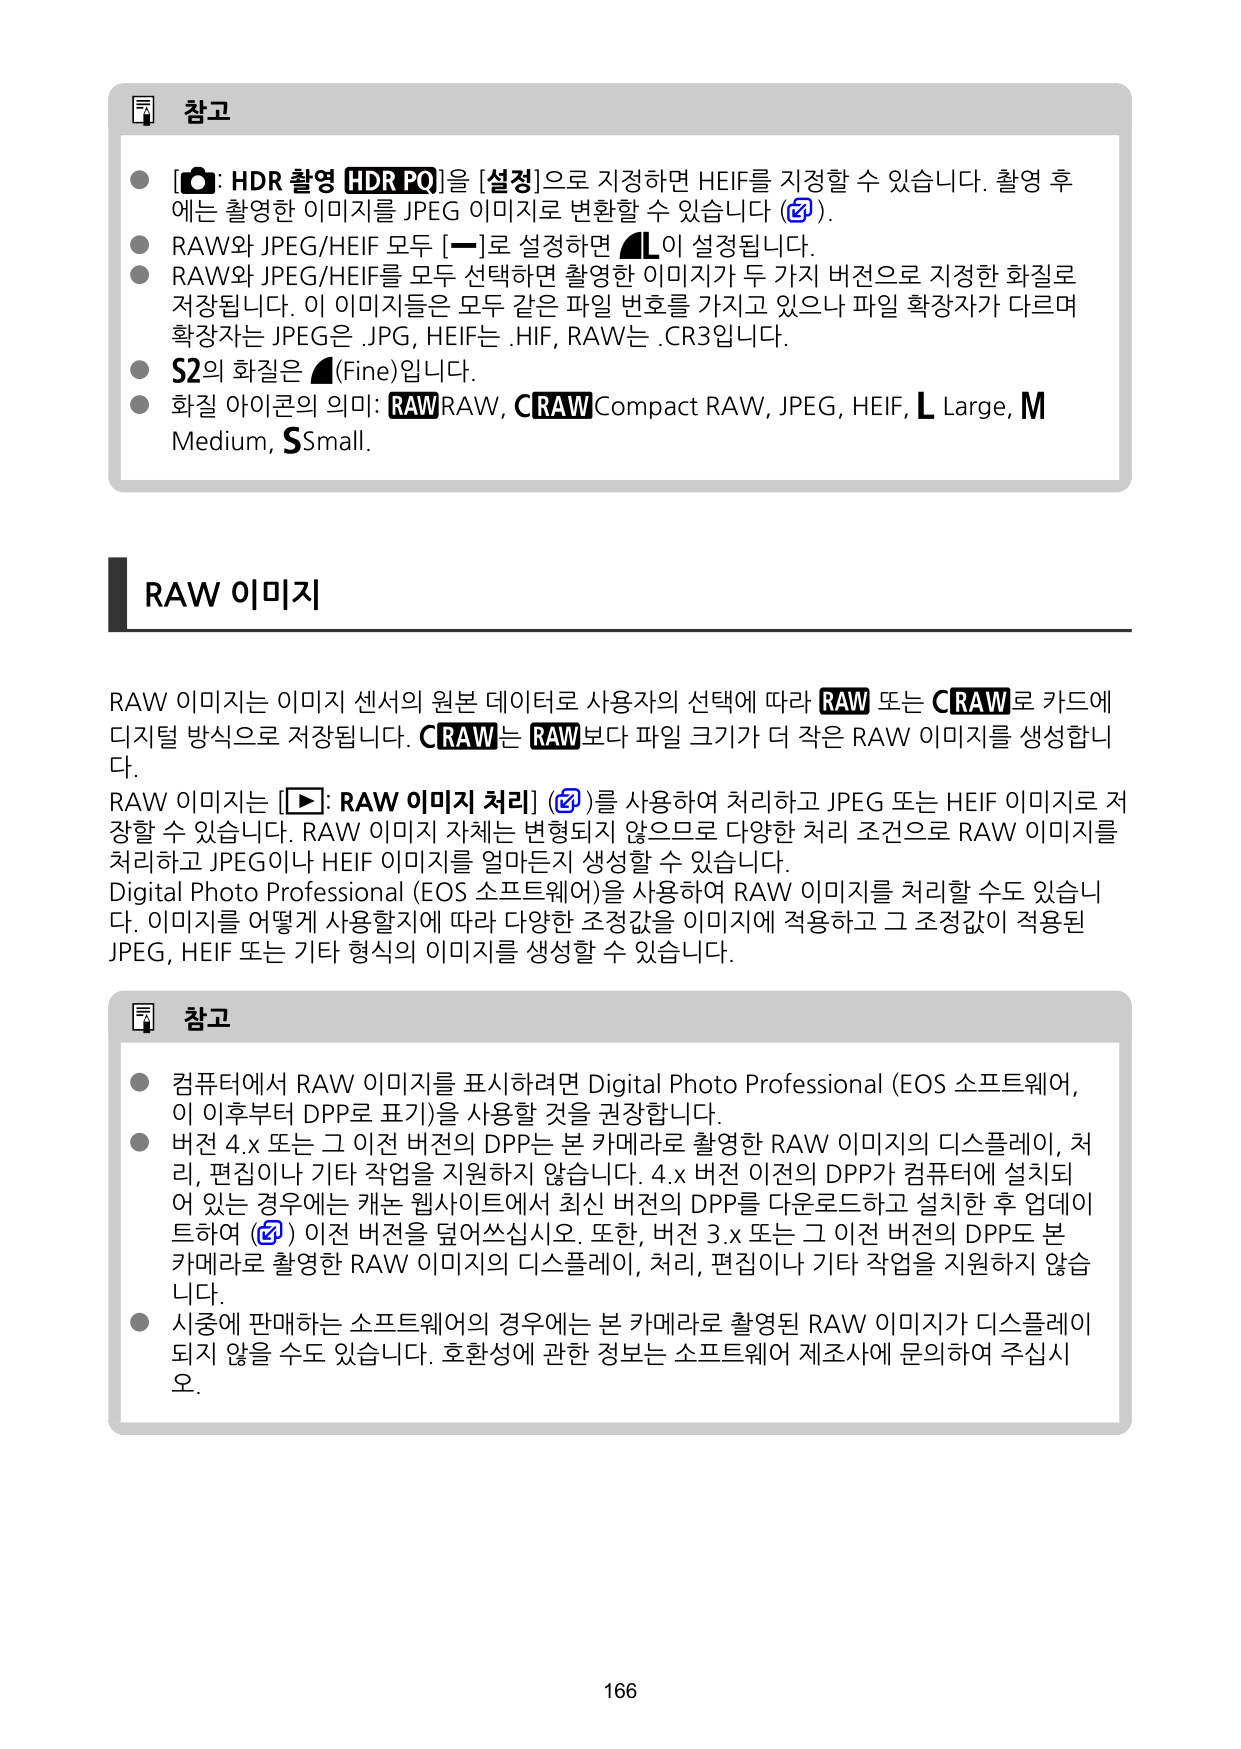 참고
● [: HDR 촬영 HDR PQ]을 [설정]으로 지정하면 HEIF를 지정할 수 있습니다. 촬영 후
에는 촬영한 이미지를 JPEG 이미지로 변환할 수 있습니다 ( ).
● RAW와 JPEG/HEIF 모두 [—]로 설정하면 L이 설정됩니다.
● RAW와 JPEG/HEIF를 모두 선택하면 촬영한 이미지가 두 가지 버전으로 지정한 화질로
저장됩니다. 이 이미지들은 모두 같은 파일 번호를 가지고 있으나 파일 확장자가 다르며
확장자는 JPEG은 .JPG, HEIF는 .HIF, RAW는 .CR3입니다.
● S2의 화질은 (Fine)입니다.
● 화질 아이콘의 의미: RAWRAW, CRAWCompact RAW, JPEG, HEIF, L Large, M
Medium, SSmall.
RAW 이미지
RAW 이미지는 이미지 센서의 원본 데이터로 사용자의 선택에 따라 RAW 또는 CRAW로 카드에
디지털 방식으로 저장됩니다. CRAW는 RAW보다 파일 크기가 더 작은 RAW 이미지를 생성합니
다.
RAW 이미지는 [: RAW 이미지 처리] ( )를 사용하여 처리하고 JPEG 또는 HEIF 이미지로 저
장할 수 있습니다. RAW 이미지 자체는 변형되지 않으므로 다양한 처리 조건으로 RAW 이미지를
처리하고 JPEG이나 HEIF 이미지를 얼마든지 생성할 수 있습니다.
Digital Photo Professional (EOS 소프트웨어)을 사용하여 RAW 이미지를 처리할 수도 있습니
다. 이미지를 어떻게 사용할지에 따라 다양한 조정값을 이미지에 적용하고 그 조정값이 적용된
JPEG, HEIF 또는 기타 형식의 이미지를 생성할 수 있습니다.
참고
● 컴퓨터에서 RAW 이미지를 표시하려면 Digital Photo Professional (EOS 소프트웨어,
이 이후부터 DPP로 표기)을 사용할 것을 권장합니다.
● 버전 4.x 또는 그 이전 버전의 DPP는 본 카메라로 촬영한 RAW 이미지의 디스플레이, 처
리, 편집이나 기타 작업을 지원하지 않습니다. 4.x 버전 이전의 DPP가 컴퓨터에 설치되
어 있는 경우에는 캐논 웹사이트에서 최신 버전의 DPP를 다운로드하고 설치한 후 업데이
트하여 ( ) 이전 버전을 덮어쓰십시오. 또한, 버전 3.x 또는 그 이전 버전의 DPP도 본
카메라로 촬영한 RAW 이미지의 디스플레이, 처리, 편집이나 기타 작업을 지원하지 않습
니다.
● 시중에 판매하는 소프트웨어의 경우에는 본 카메라로 촬영된 RAW 이미지가 디스플레이
되지 않을 수도 있습니다. 호환성에 관한 정보는 소프트웨어 제조사에 문의하여 주십시
오.
166